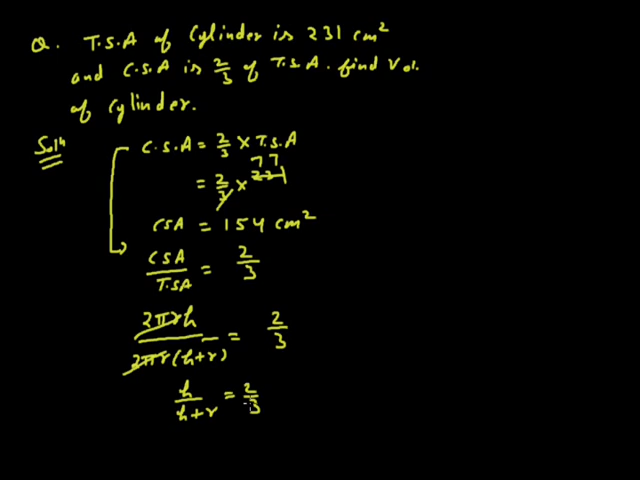 Q. T.S.A of Cylinder is 231 cm²
and C.S.A is 2/3 of T.S.A. find Vol.
of Cylinder.
Solⁿ
C.S.A = 2/3 × T.S.A
77
= 2/3 × 231
CSA = 154 cm²
CSA/TSA = 2/3
2πrh/2πr(h+r) = 2/3
h/h+r = 2/3